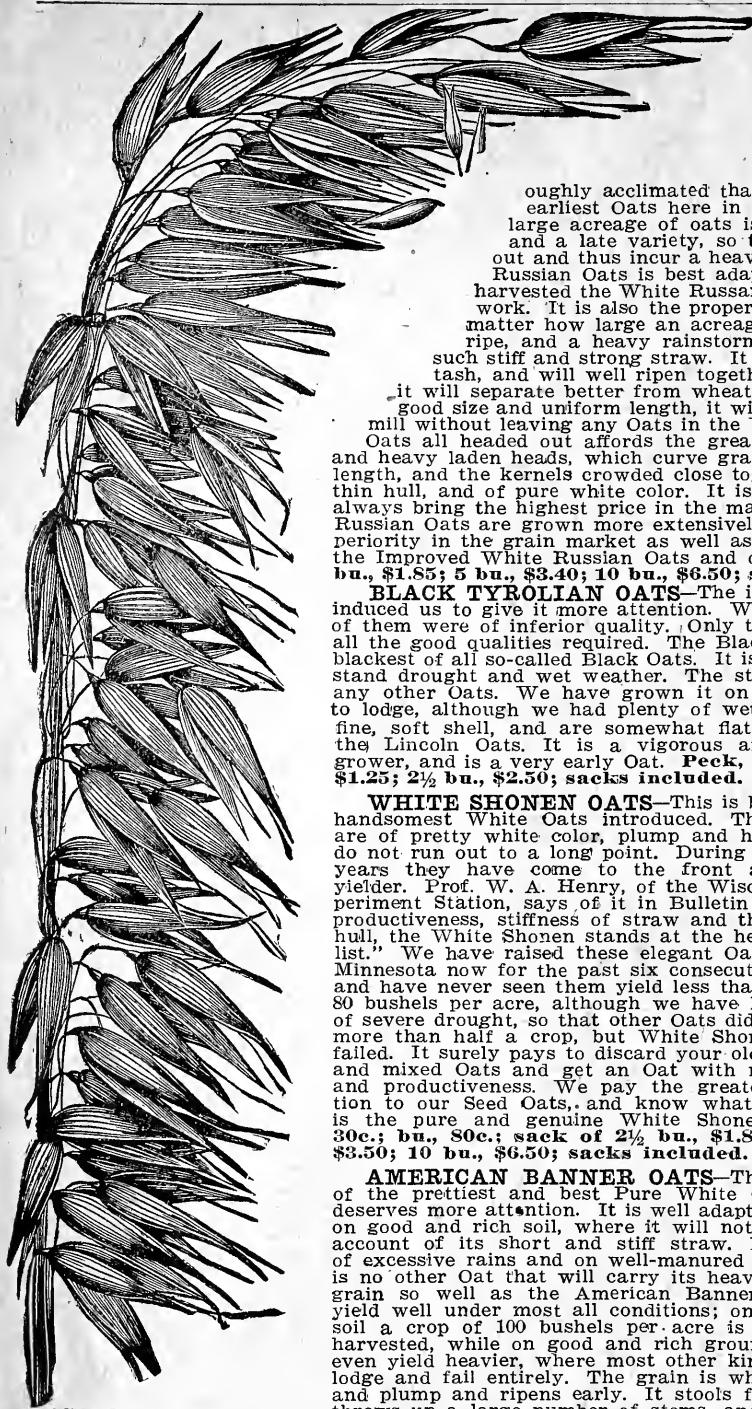 oughly acclimated tha
earliest Oats here in
large acreage of oats i
and a late variety, so
out and thus incur a heav
Russian Oats is best ada
harvested the White Russa
work. It is also the proper
matter how large an acreag
ripe, and a heavy rainstorm
such stiff and strong straw. It
tash, and will well ripen togeth
it will separate better from wheat
good size and uniform length, it wi
mill without leaving any Oats in the
Oats all headed out affords the grea
and heavy laden heads, which curve gra
length, and the kernels crowded close to
thin hull, and of pure white color. It is
always bring the highest price in the ma
Russian Oats are grown more extensivel
periority in the grain market as well as
the Improved White Russian Oats and
bu., $1.85; 5 bu., $3.40; 10 bu., $6.50;
BLACK TYROLIAN OATS—The i
induced us to give it more attention. W
of them were of inferior quality. Only t
all the good qualities required. The Bla
blackest of all so-called Black Oats. It is
stand drought and wet weather. The st
any other Oats. We have grown it on
to lodge, although we had plenty of we
fine, soft shell, and are somewhat flat
the Lincoln Oats. It is a vigorous a
grower, and is a very early Oat. Peck,
$1.25; 2½ bu., $2.50; sacks included.
WHITE SHONEN OATS—This is
handsomest White Oats introduced. Th
are of pretty white color, plump and h
do not run out to a long point. During
years they have come to the front a
yielder. Prof. W. A. Henry, of the Wisc
periment Station, says of it in Bulletin
productiveness, stiffness of straw and th
hull, the White Shonen stands at the he
list." We have raised these elegant Oa
Minnesota now for the past six consecut
and have never seen them yield less tha
80 bushels per acre, although we have
of severe drought, so that other Oats did
more than half a crop, but White Shon
failed. It surely pays to discard your old
and mixed Oats and get an Oat with
and productiveness. We pay the great
tion to our Seed Oats, and know what
is the pure and genuine White Shone
30c.; bu., 80c.; sack of 2½ bu., $1.8
$3.50; 10 bu., $6.50; sacks included.
AMERICAN BANNER OATS—Th
of the prettiest and best Pure White
deserves more attention. It is well adapt
on good and rich soil, where it will not
account of its short and stiff straw.
of excessive rains and on well-manured
is no other Oat that will carry its heav
grain so well as the American Banner
yield well under most all conditions; on
soil a crop of 100 bushels per acre is
harvested, while on good and rich grou
even yield heavier, where most other kin
lodge and fail entirely. The grain is wh
and plump and ripens early. It stools f